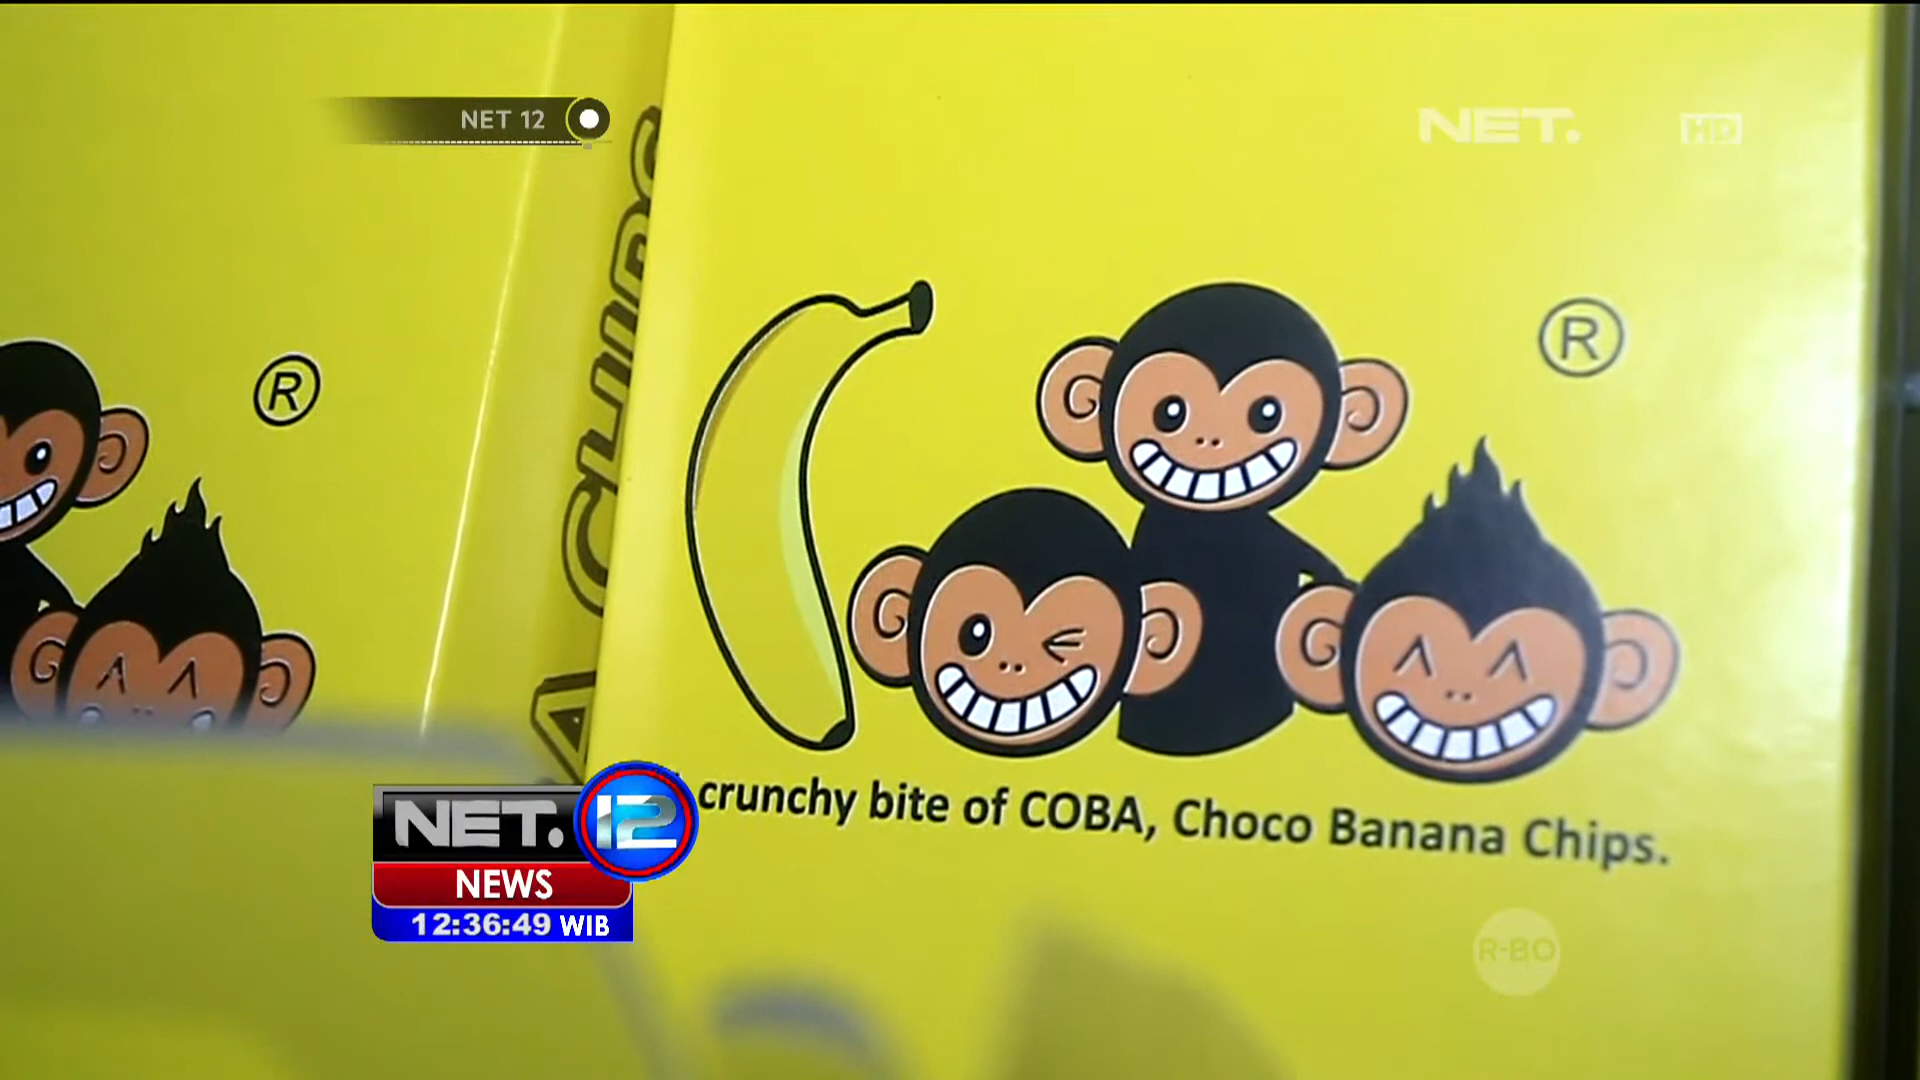 NET 12
NET.
HD
®
®
A CHIPS
crunchy bite of COBA, Choco Banana Chips.
NET. 12
NEWS
12:36:49 WIB
R-BO